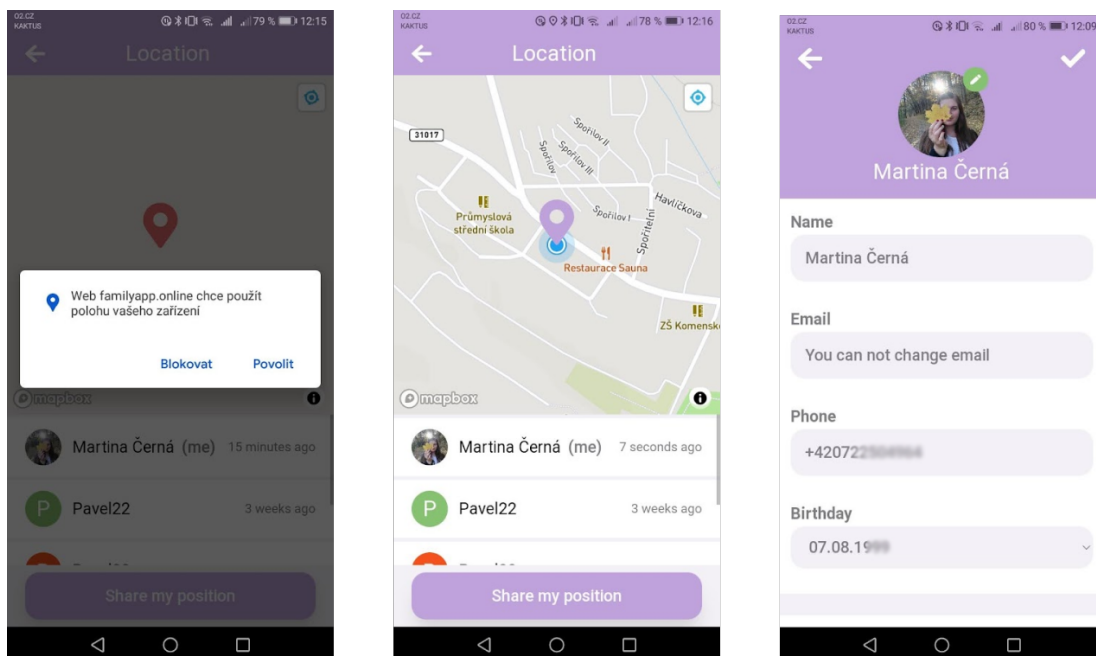 O2.CZ
KAKTUS
79 % 12:15
Location
Web familyapp.online chce použít
polohu vašeho zařízení
Blokovat Povolit
mapbox
Martina Černá (me) 15 minutes ago
P Pavel22 3 weeks ago
Share my position
O2.CZ
KAKTUS
78 % 12:16
Location
31017
Spořilov II
Spořilov
Spořilov III
Havlíčkova
Průmyslová
střední škola
Spořilov I
Spořitelní
Restaurace Sauna
ZŠ Komensk
mapbox
Martina Černá (me) 7 seconds ago
P Pavel22 3 weeks ago
Share my position
O2.CZ
KAKTUS
80 % 12:09
Martina Černá
Name
Martina Černá
Email
You can not change email
Phone
+420722
Birthday
07.08.19